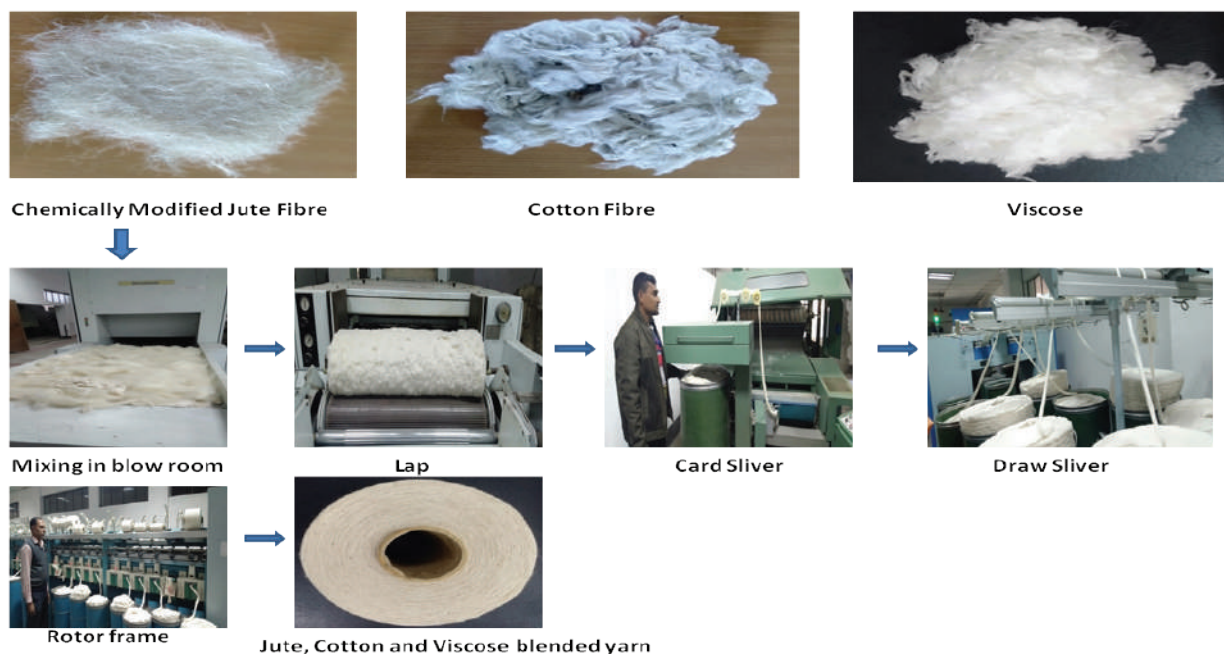 Chemically Modified Jute Fibre
Cotton Fibre
Viscose
Mixing in blow room
Lap
Card Sliver
Draw Sliver
Rotor frame
Jute, Cotton and Viscose blended yarn